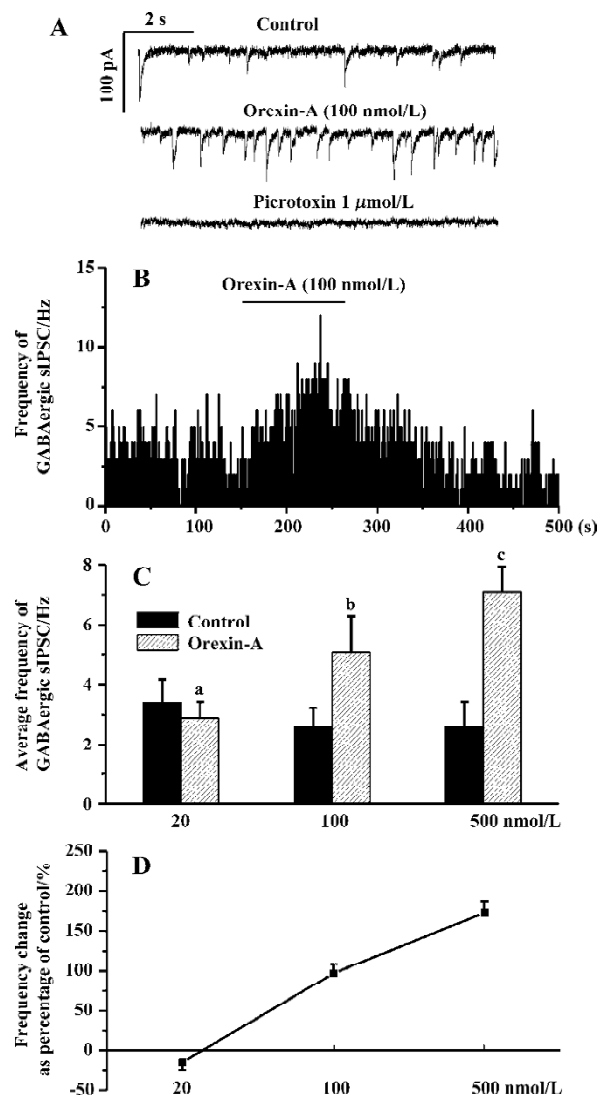 A
2 s
Control
100 pA
Orexin-A (100 nmol/L)
Picrotoxin 1 μmol/L
B
Orexin-A (100 nmol/L)
Frequency of
GABAergic sIPSC/Hz
15
10
5
0
0 100 200 300 400 500 (s)
C
Control
Orexin-A
a
b
c
Average frequency of
GABAergic sIPSC/Hz
8
6
4
2
0
20 100 500 nmol/L
D
Frequency change
as percentage of control/%
250
200
150
100
50
0
-50
20 100 500 nmol/L